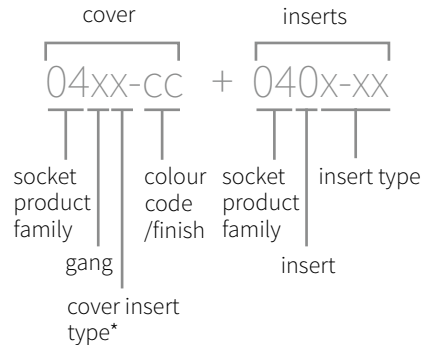 cover
inserts
04xx-cc + 040x-xx
socket
product
family
colour
code
/finish
socket
product
family
insert type
gang
insert
cover insert
type*